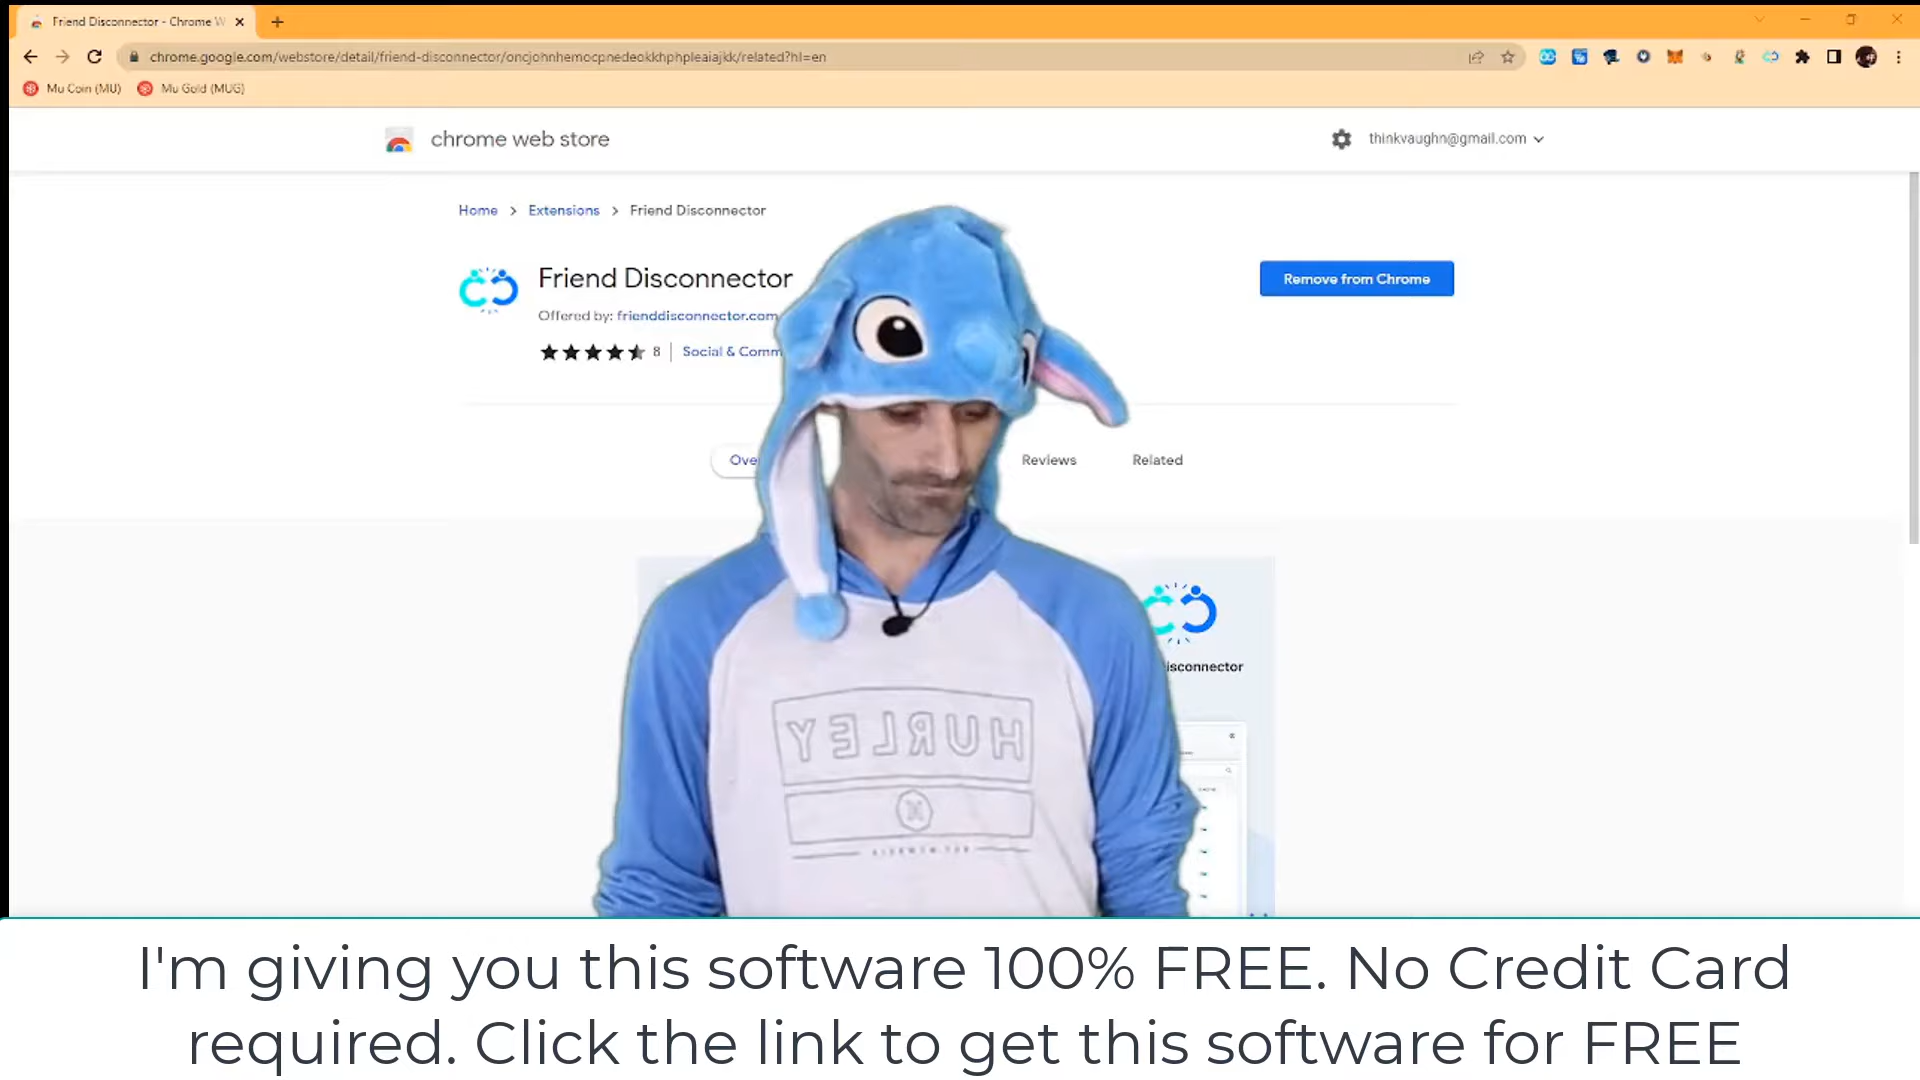 Friend Disconnector - Chrome W
chrome.google.com/webstore/detail/friend-disconnector/oncjohnhemocpnedeokkhphpleaiajkk/related?hl=en
Mu Coin (MU)
Mu Gold (MUG)
chrome web store
thinkvaughn@gmail.com
Home > Extensions > Friend Disconnector
Friend Disconnector
Remove from Chrome
Offered by: frienddisconnector.com
8
Social & Comm
Ove
Reviews
Related
isconnector
HURLEY
I'm giving you this software 100% FREE. No Credit Card
required. Click the link to get this software for FREE